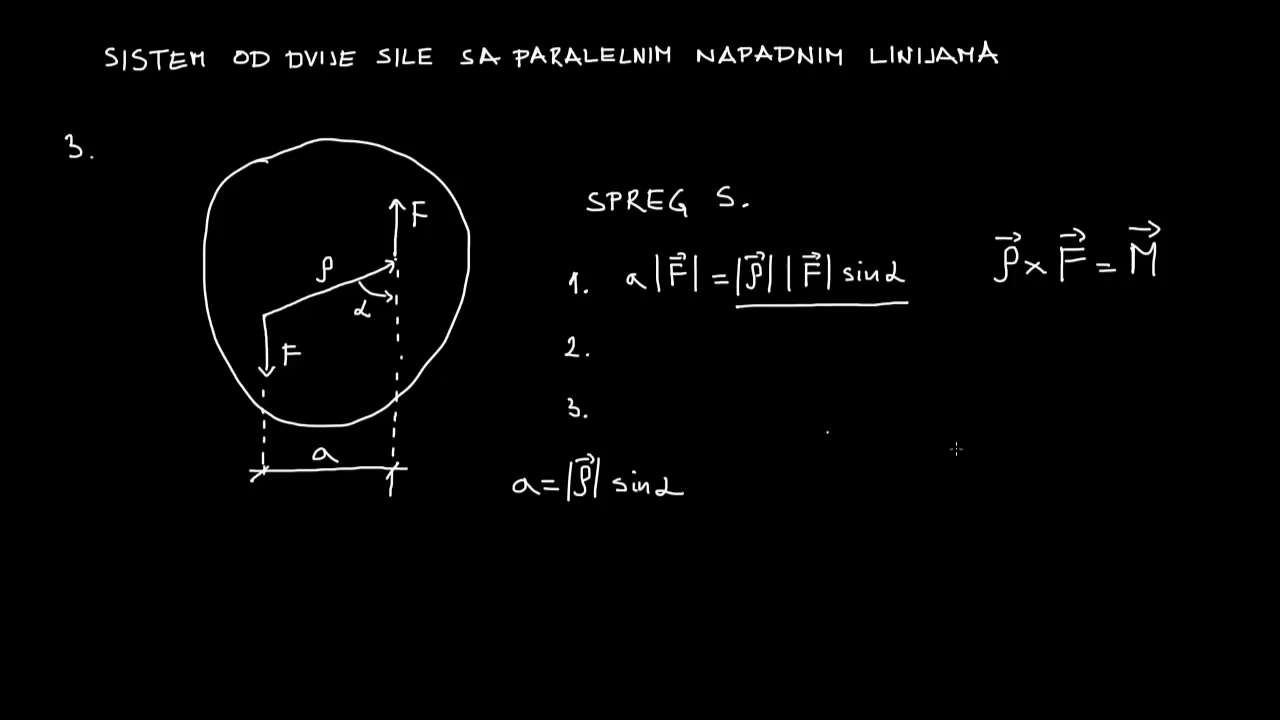 SISTEM OD DVIJE SILE SA PARALELNIM NAPADNIM LINIJAMA
3.
F
ρ
α
F
a
SPREG S.
1. a|F⃗| = |ρ⃗| |F⃗| sinα
2.
3.
a = |ρ⃗| sinα
ρ⃗ × F⃗ = M⃗